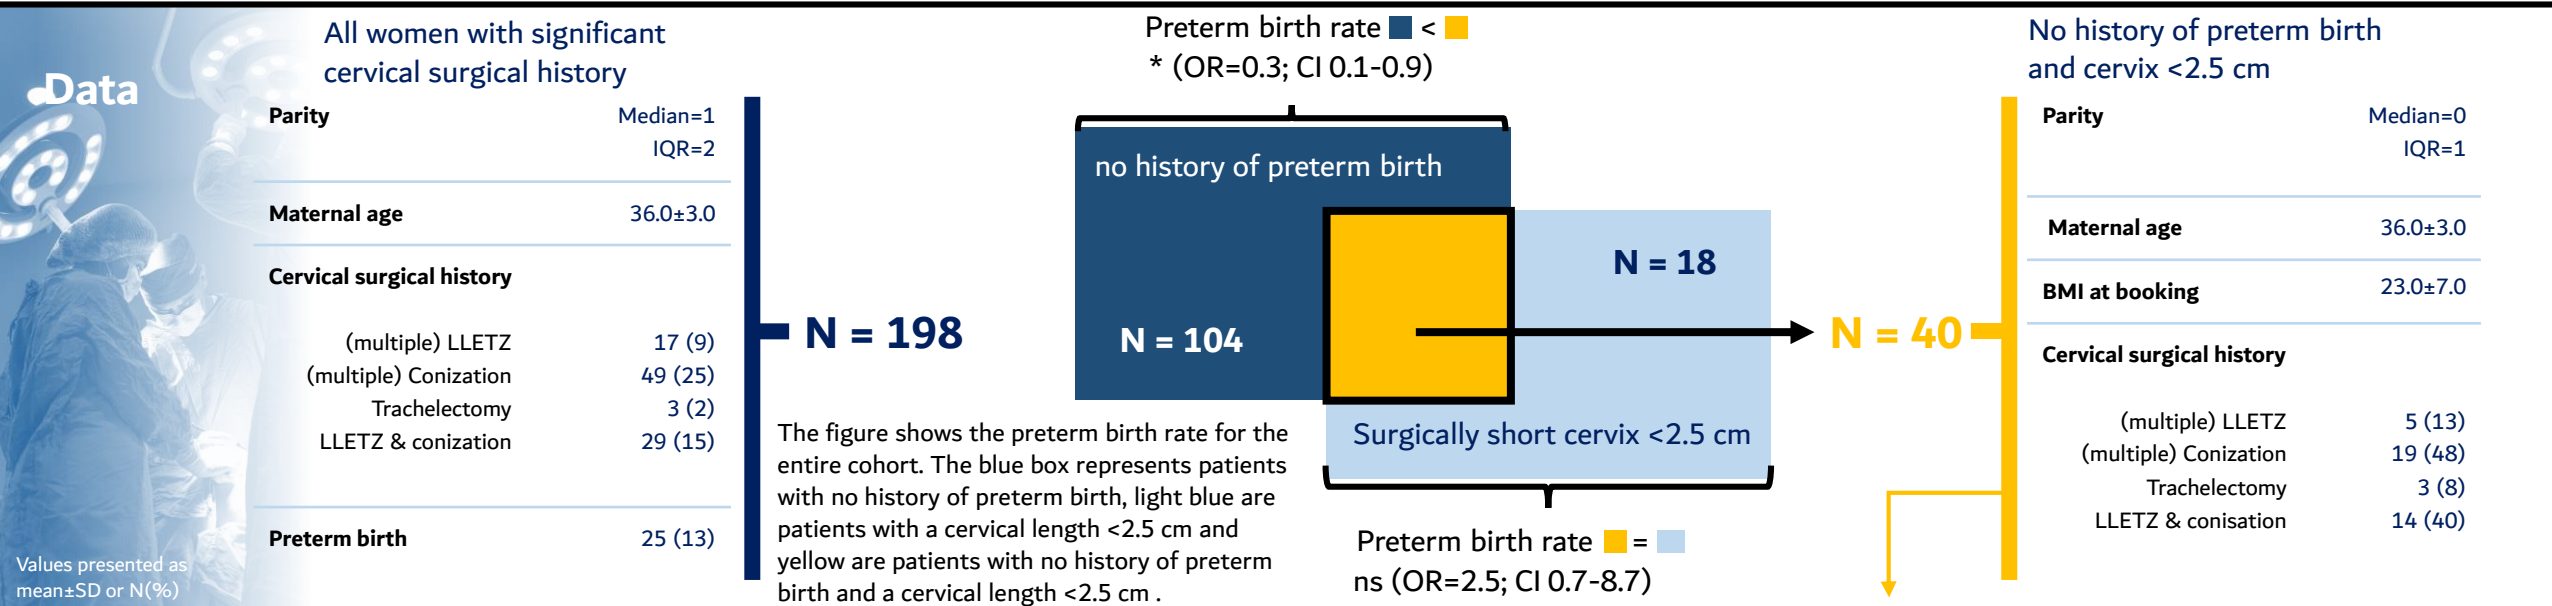 Data
All women with significant
cervical surgical history
Parity Median=1
IQR=2
Maternal age 36.0±3.0
Cervical surgical history
(multiple) LLETZ 17 (9)
(multiple) Conization 49 (25)
Trachelectomy 3 (2)
LLETZ & conization 29 (15)
Preterm birth 25 (13)
Values presented as
mean±SD or N(%)
N = 198
Preterm birth rate <
* (OR=0.3; CI 0.1-0.9)
no history of preterm birth
N = 104
N = 18
Surgically short cervix <2.5 cm
The figure shows the preterm birth rate for the
entire cohort. The blue box represents patients
with no history of preterm birth, light blue are
patients with a cervical length <2.5 cm and
yellow are patients with no history of preterm
birth and a cervical length <2.5 cm .
Preterm birth rate =
ns (OR=2.5; CI 0.7-8.7)
N = 40
No history of preterm birth
and cervix <2.5 cm
Parity Median=0
IQR=1
Maternal age 36.0±3.0
BMI at booking 23.0±7.0
Cervical surgical history
(multiple) LLETZ 5 (13)
(multiple) Conization 19 (48)
Trachelectomy 3 (8)
LLETZ & conisation 14 (40)